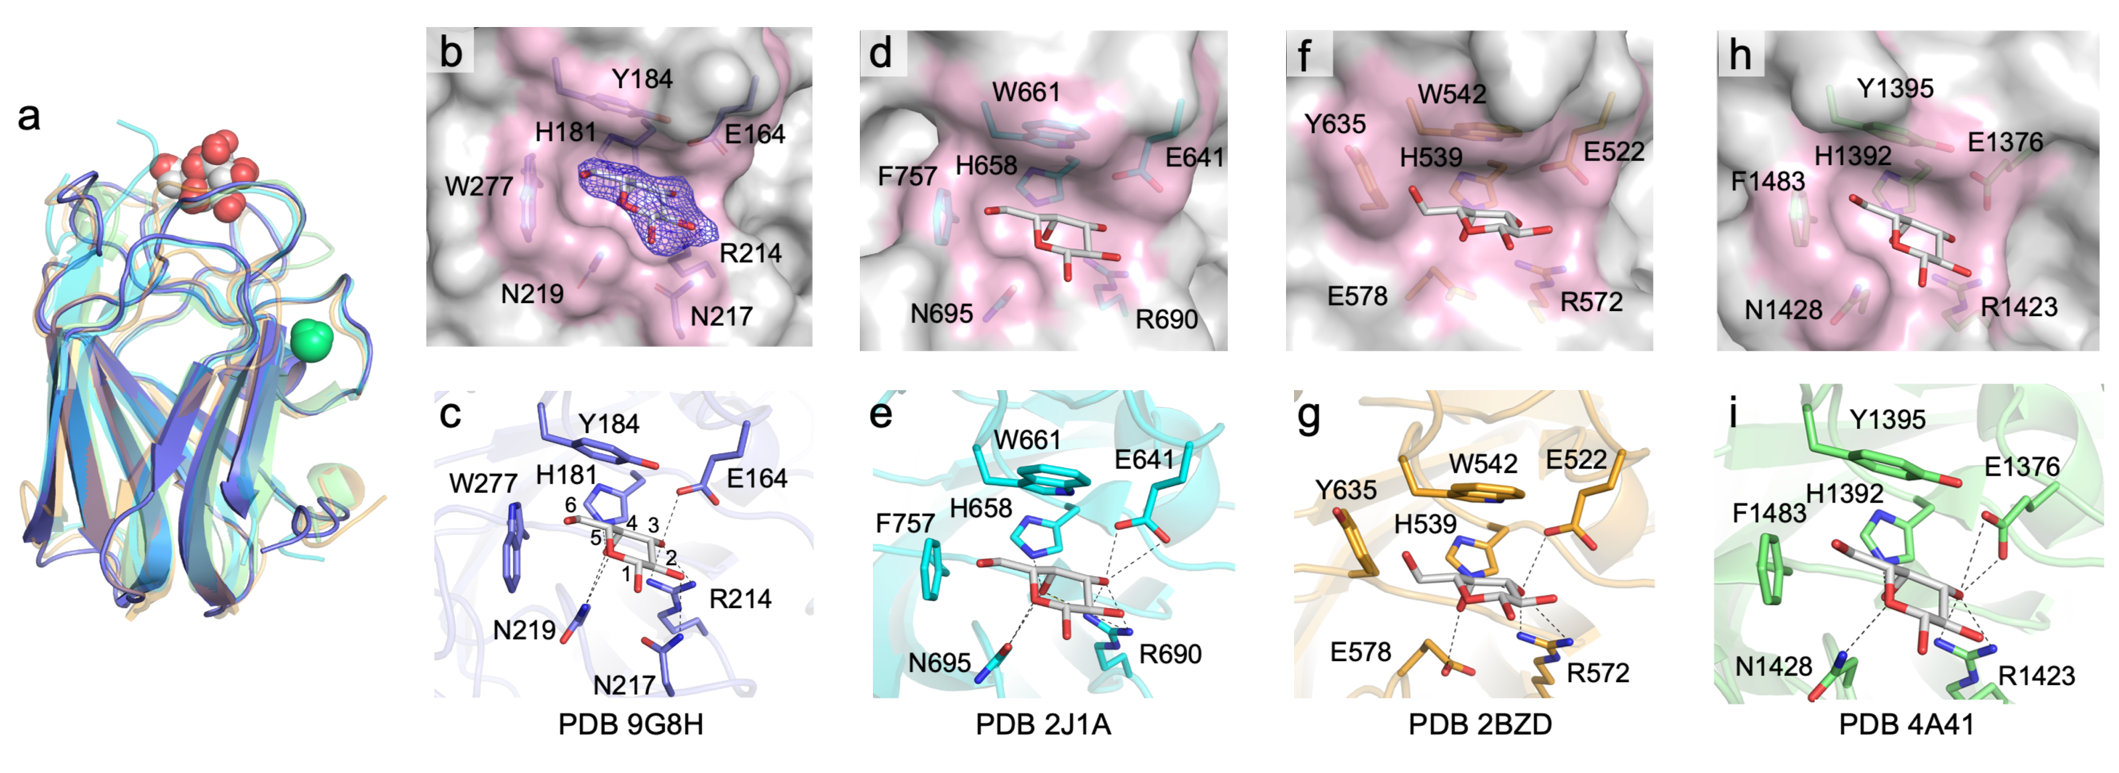 a
b
Y184
H181
E164
W277
R214
N219
N217
d
W661
H658
E641
F757
N695
R690
f
W542
Y635
H539
E522
E578
R572
h
Y1395
H1392
E1376
F1483
N1428
R1423
c
Y184
W277
H181
E164
6
4
3
5
2
1
R214
N219
N217
PDB 9G8H
e
W661
E641
H658
F757
N695
R690
PDB 2J1A
g
W542
E522
Y635
H539
E578
R572
PDB 2BZD
i
Y1395
E1376
H1392
F1483
N1428
R1423
PDB 4A41